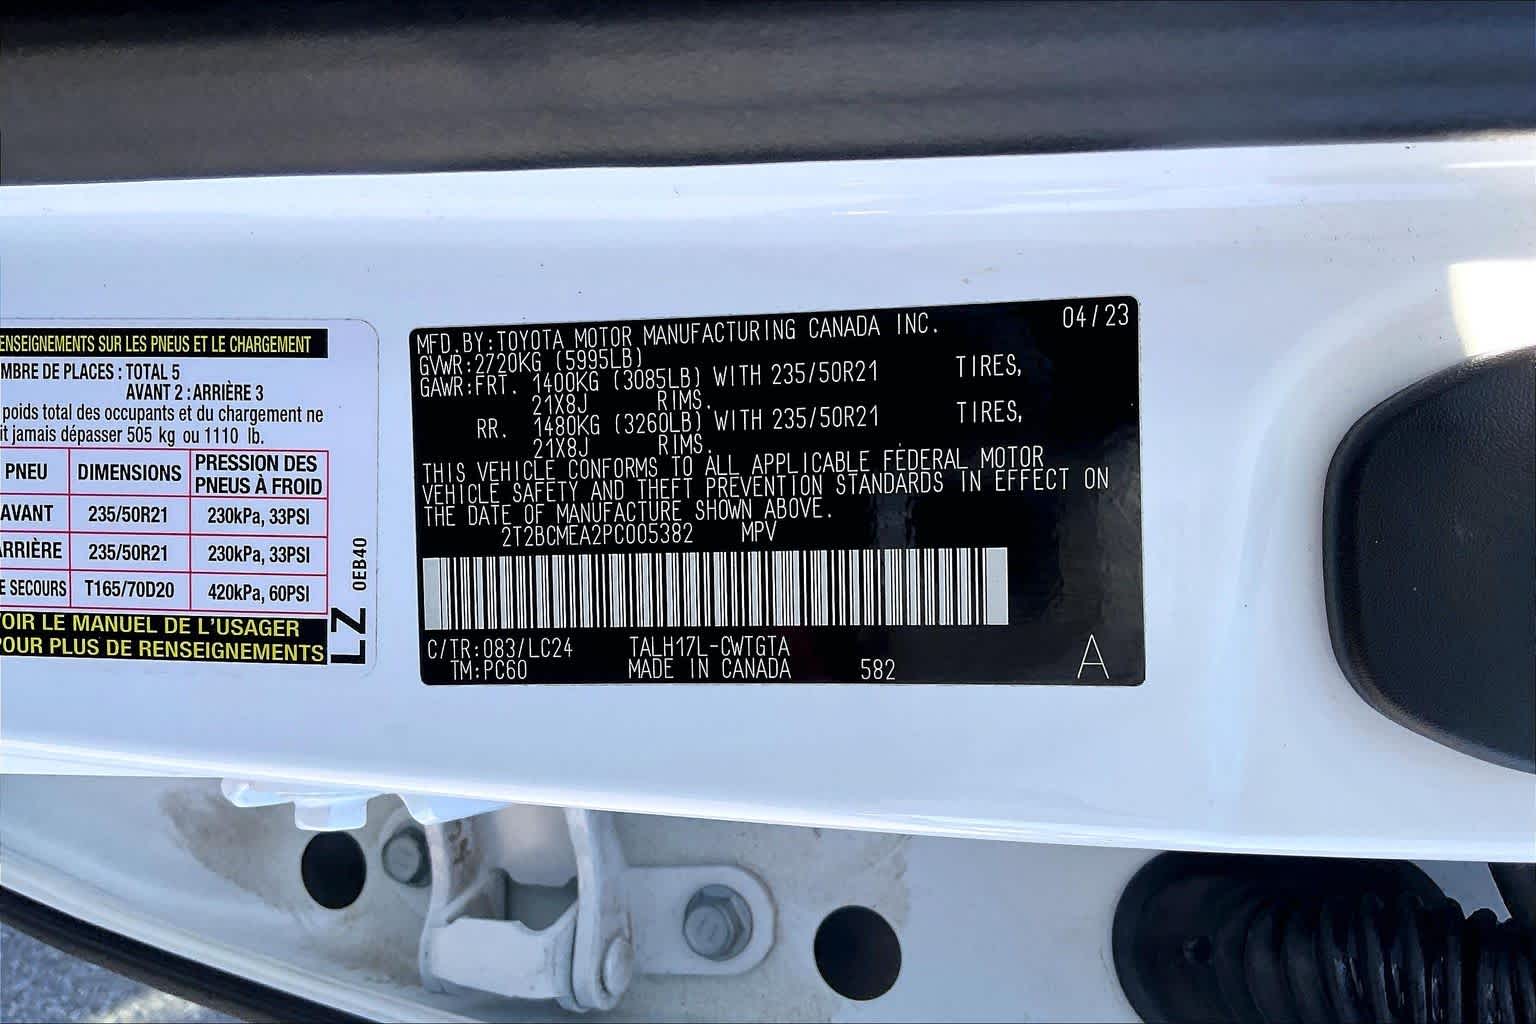 ENSEIGNEMENTS SUR LES PNEUS ET LE CHARGEMENT
MBRE DE PLACES : TOTAL 5
AVANT 2 : ARRIÈRE 3
poids total des occupants et du chargement ne
it jamais dépasser 505 kg ou 1110 lb.
PNEU DIMENSIONS PRESSION DES PNEUS À FROID
AVANT 235/50R21 230kPa, 33PSI
ARRIÈRE 235/50R21 230kPa, 33PSI
E SECOURS T165/70D20 420kPa, 60PSI
OIR LE MANUEL DE L'USAGER
POUR PLUS DE RENSEIGNEMENTS
LZ 0EB40
MFD.BY:TOYOTA MOTOR MANUFACTURING CANADA INC. 04/23
GVWR:2720KG (5995LB)
GAWR:FRT. 1400KG (3085LB) WITH 235/50R21 TIRES,
21X8J RIMS.
RR. 1480KG (3260LB) WITH 235/50R21 TIRES,
21X8J RIMS.
THIS VEHICLE CONFORMS TO ALL APPLICABLE FEDERAL MOTOR
VEHICLE SAFETY AND THEFT PREVENTION STANDARDS IN EFFECT ON
THE DATE OF MANUFACTURE SHOWN ABOVE.
2T2BCMEA2PC005382 MPV
C/TR:083/LC24 TALH17L-CWTGTA
TM:PC60 MADE IN CANADA 582 A